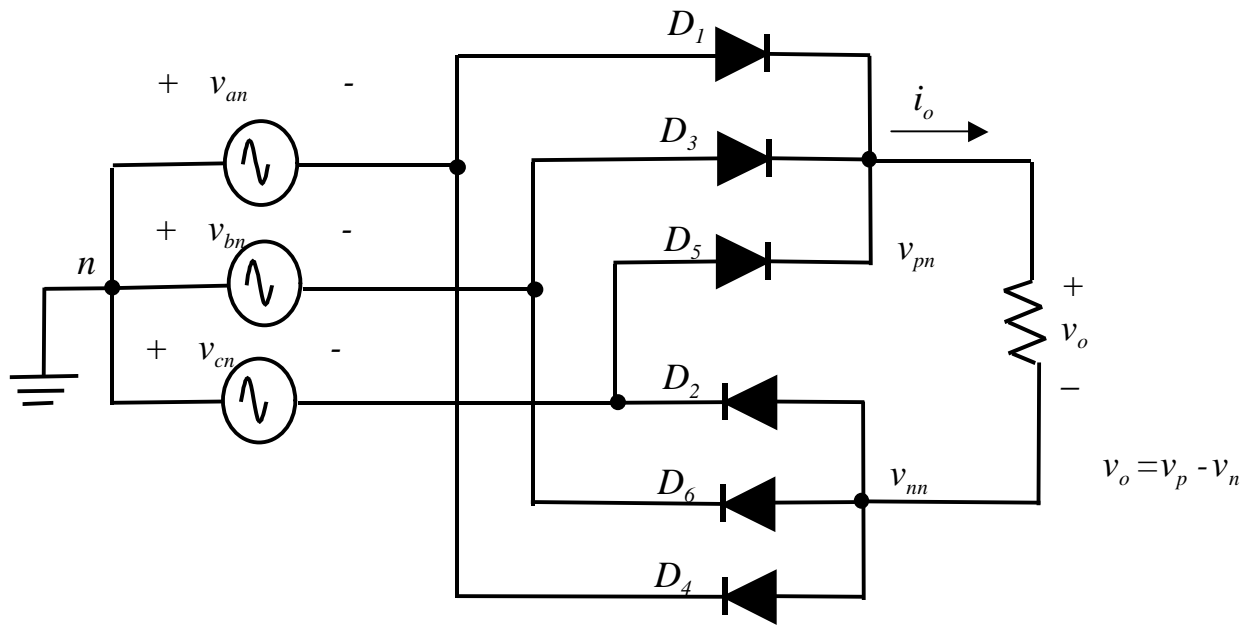 D1
+ van -
io
D3
+ vbn -
D5
n
vpn
+
vo
–
+ vcn -
D2
vo =vp - vn
D6
vnn
D4